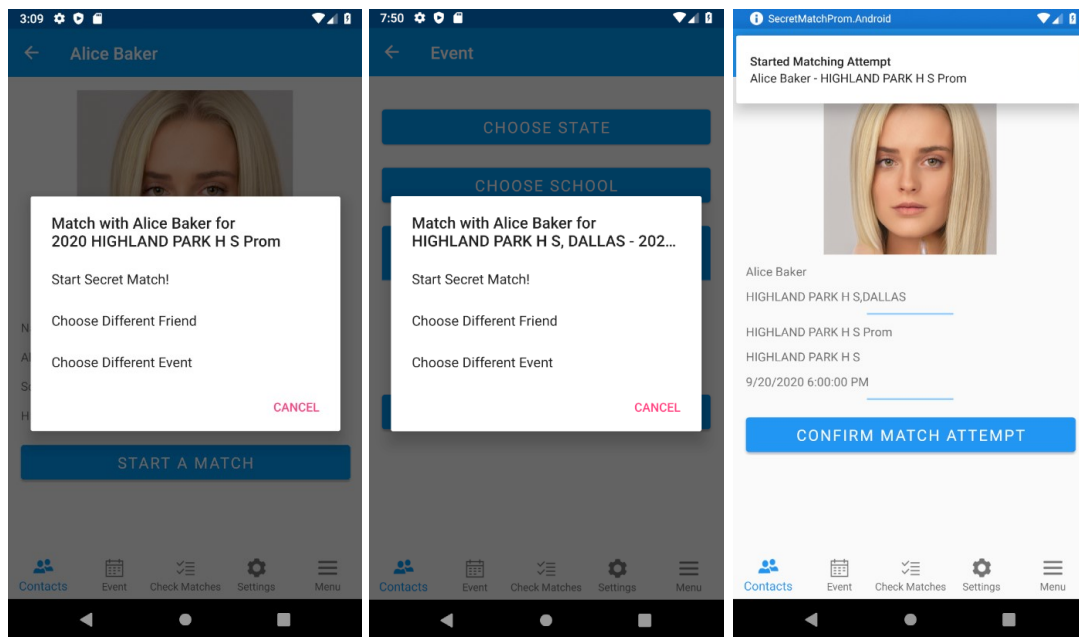 3:09
Alice Baker
Match with Alice Baker for
2020 HIGHLAND PARK H S Prom
Start Secret Match!
Choose Different Friend
Choose Different Event
CANCEL
START A MATCH
Contacts
Event
Check Matches
Settings
Menu
7:50
Event
CHOOSE STATE
CHOOSE SCHOOL
Match with Alice Baker for
HIGHLAND PARK H S, DALLAS - 202...
Start Secret Match!
Choose Different Friend
Choose Different Event
CANCEL
Contacts
Event
Check Matches
Settings
Menu
SecretMatchProm.Android
Started Matching Attempt
Alice Baker - HIGHLAND PARK H S Prom
Alice Baker
HIGHLAND PARK H S,DALLAS
HIGHLAND PARK H S Prom
HIGHLAND PARK H S
9/20/2020 6:00:00 PM
CONFIRM MATCH ATTEMPT
Contacts
Event
Check Matches
Settings
Menu